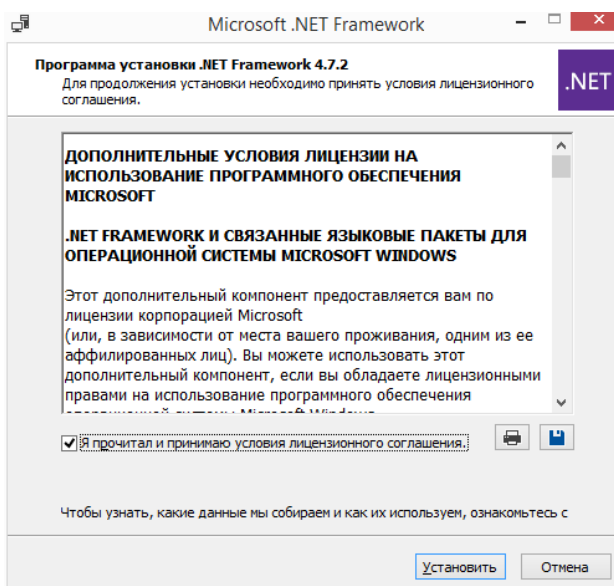 Microsoft .NET Framework
Программа установки .NET Framework 4.7.2
Для продолжения установки необходимо принять условия лицензионного
соглашения.
.NET
ДОПОЛНИТЕЛЬНЫЕ УСЛОВИЯ ЛИЦЕНЗИИ НА
ИСПОЛЬЗОВАНИЕ ПРОГРАММНОГО ОБЕСПЕЧЕНИЯ
MICROSOFT
.NET FRAMEWORK И СВЯЗАННЫЕ ЯЗЫКОВЫЕ ПАКЕТЫ ДЛЯ
ОПЕРАЦИОННОЙ СИСТЕМЫ MICROSOFT WINDOWS
Этот дополнительный компонент предоставляется вам по
лицензии корпорацией Microsoft
(или, в зависимости от места вашего проживания, одним из ее
аффилированных лиц). Вы можете использовать этот
дополнительный компонент, если вы обладаете лицензионными
правами на использование программного обеспечения
операционной системы Microsoft Windows
Я прочитал и принимаю условия лицензионного соглашения.
Чтобы узнать, какие данные мы собираем и как их используем, ознакомьтесь с
Установить
Отмена